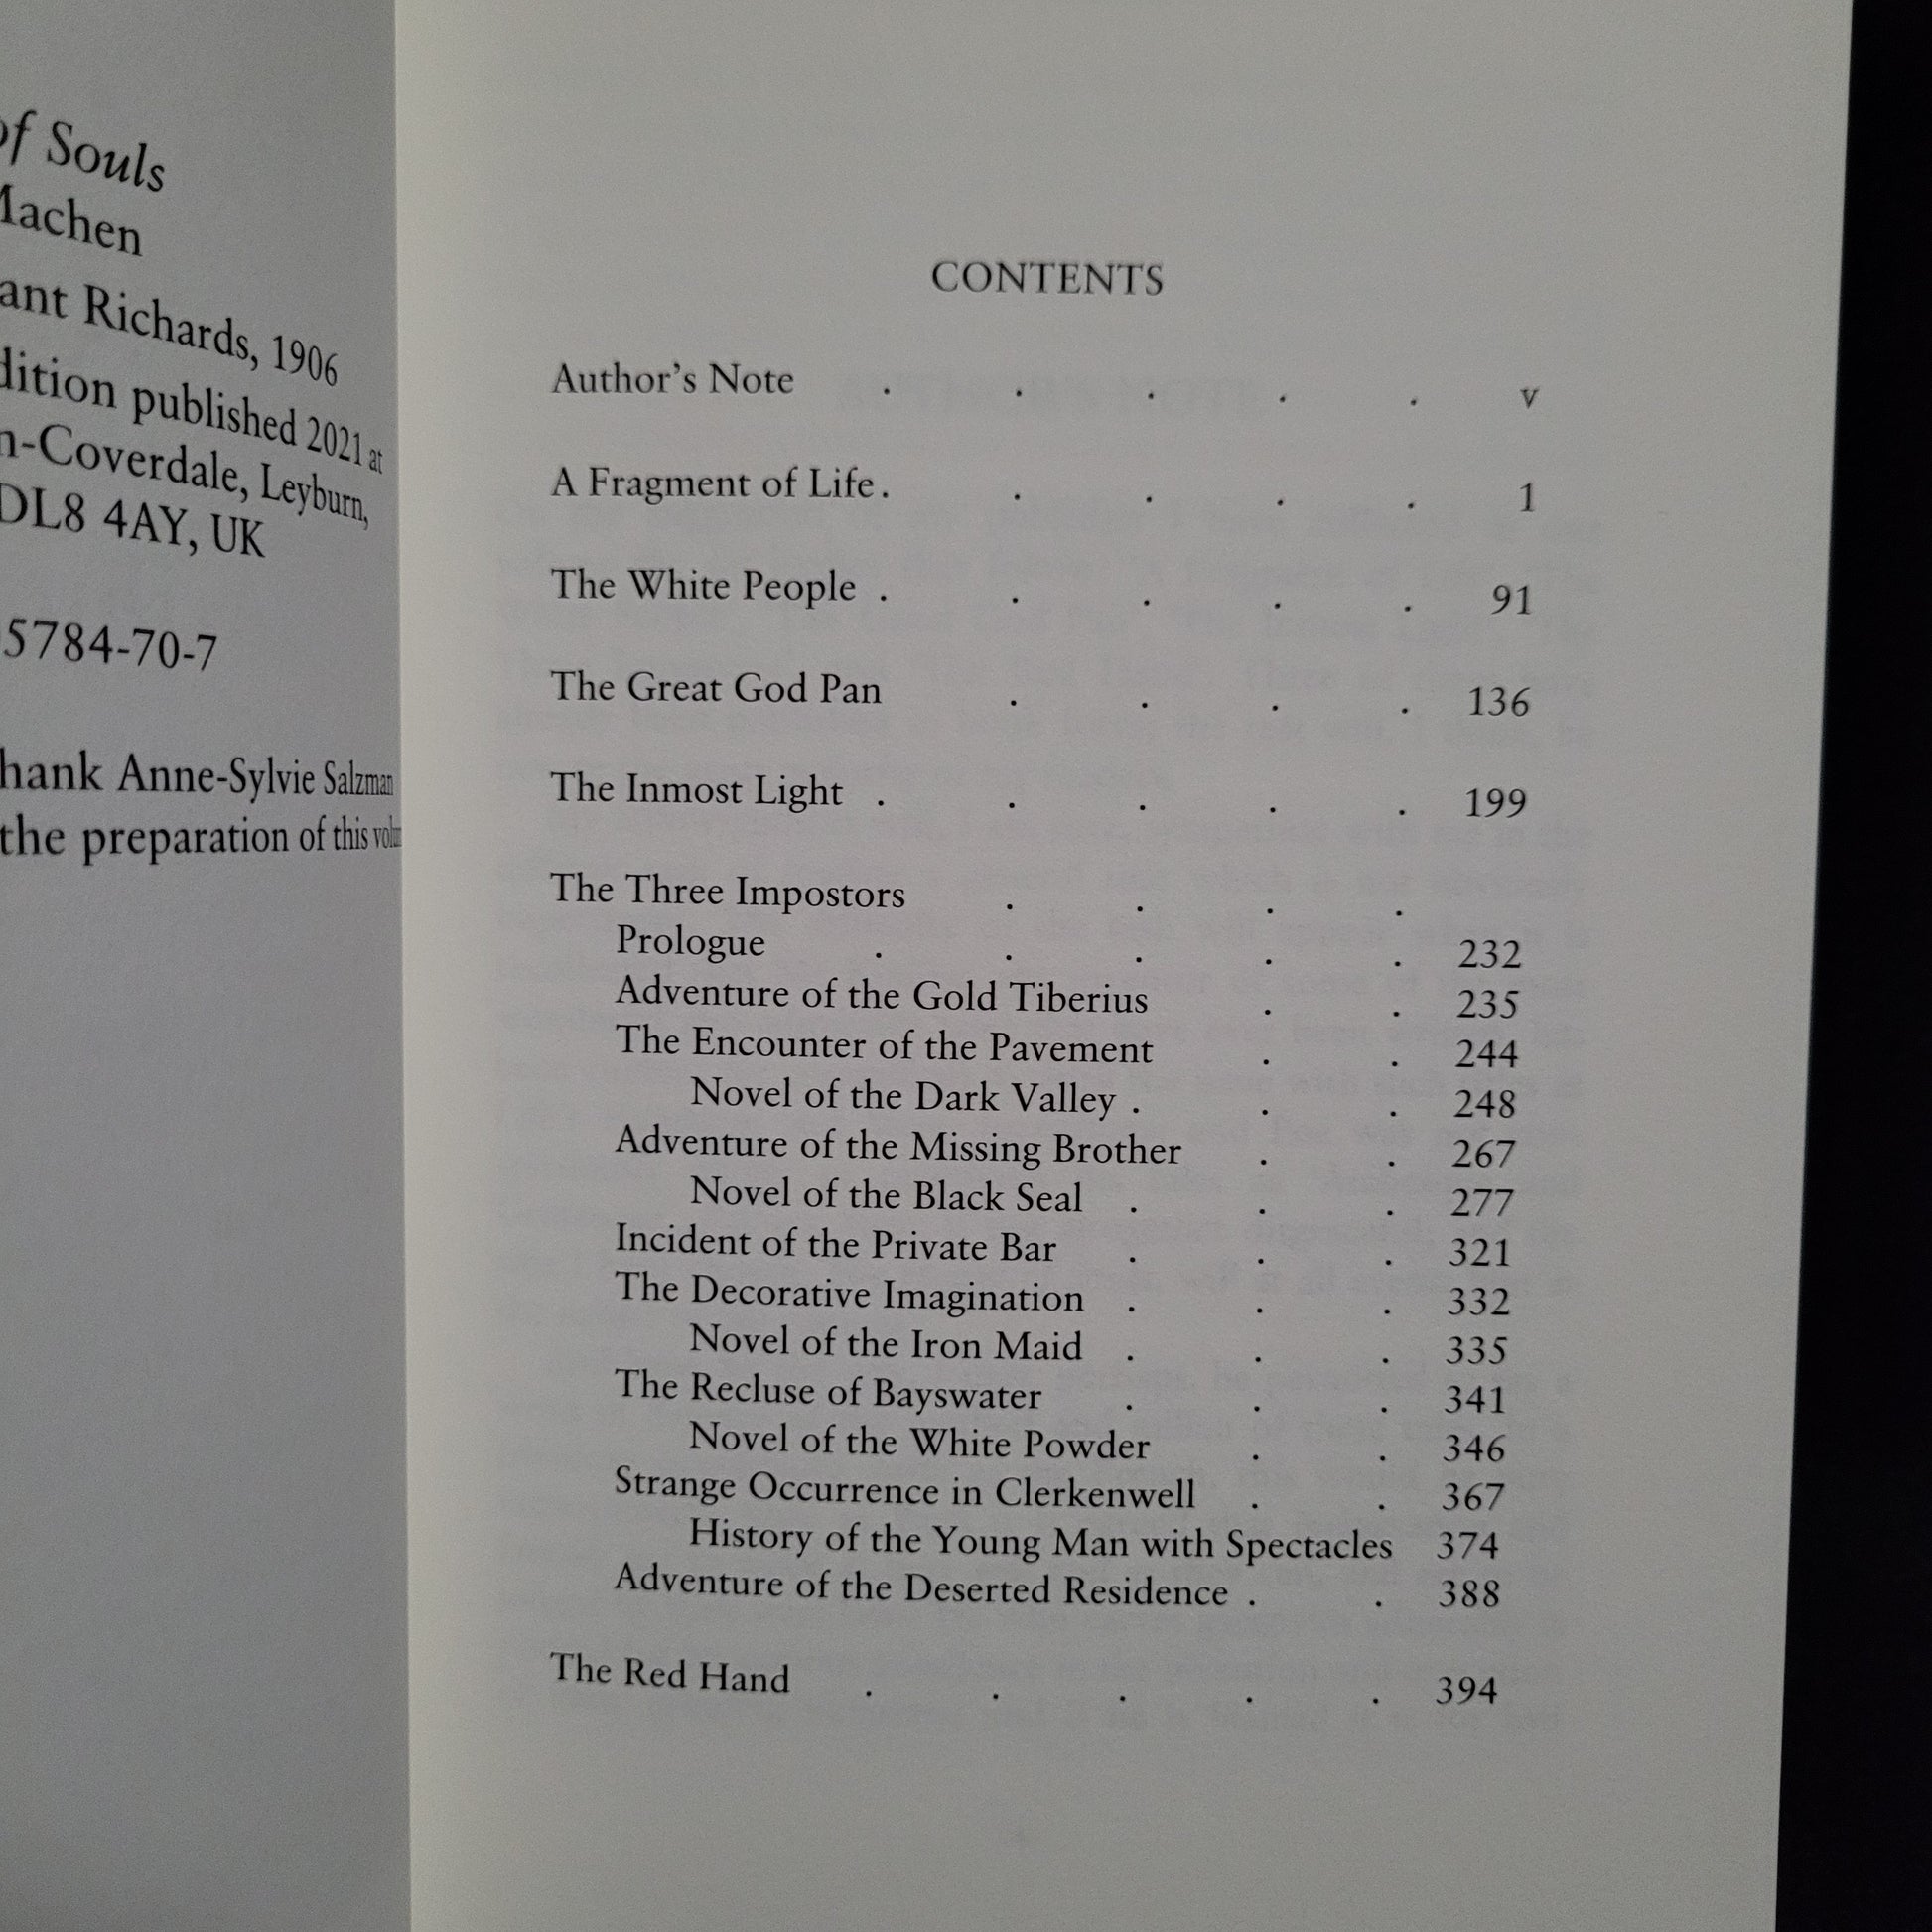 of Souls
Machen
ant Richards, 1906
dition published 2021 at
n-Coverdale, Leyburn,
DL8 4AY, UK
5784-70-7
hank Anne-Sylvie Salzman
the preparation of this
CONTENTS
Author's Note . . . . . v
A Fragment of Life . . . . . 1
The White People . . . . . 91
The Great God Pan . . . . 136
The Inmost Light . . . . . 199
The Three Impostors . . . .
Prologue . . . . . 232
Adventure of the Gold Tiberius . . 235
The Encounter of the Pavement . . 244
Novel of the Dark Valley . . . 248
Adventure of the Missing Brother . . 267
Novel of the Black Seal . . . 277
Incident of the Private Bar . . . 321
The Decorative Imagination . . . 332
Novel of the Iron Maid . . . 335
The Recluse of Bayswater . . . 341
Novel of the White Powder . . 346
Strange Occurrence in Clerkenwell . . 367
History of the Young Man with Spectacles 374
Adventure of the Deserted Residence . . 388
The Red Hand . . . . . 394